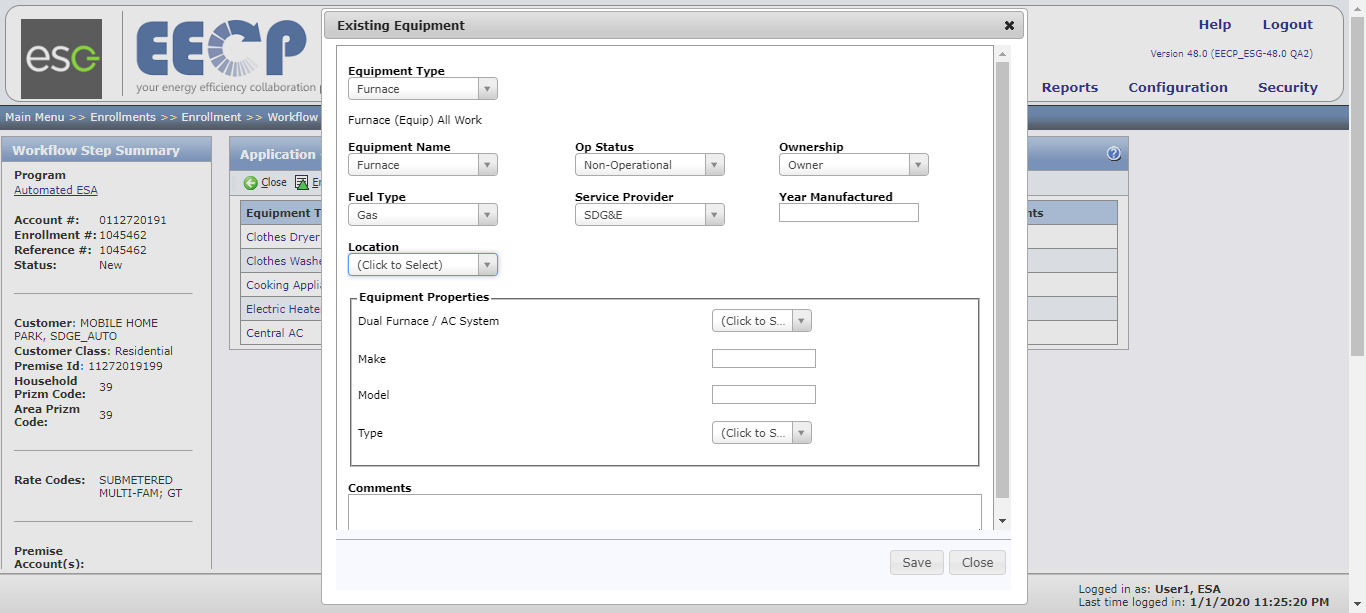 Existing Equipment
esg
EECP
your energy efficiency collaboration
Help Logout
Version 48.0 (EECP_ESG-48.0 QA2)
Reports Configuration Security
Main Menu >> Enrollments >> Enrollment >> Workflow
Workflow Step Summary
Program
Automated ESA
Account #: 0112720191
Enrollment #: 1045462
Reference #: 1045462
Status: New
Customer: MOBILE HOME
PARK, SDGE_AUTO
Customer Class: Residential
Premise Id: 11272019199
Household
Prizm Code: 39
Area Prizm
Code: 39
Rate Codes: SUBMETERED
MULTI-FAM; GT
Premise
Account(s):
Application
Close
Equipment T
Clothes Dryer
Clothes Washe
Cooking Applia
Electric Heate
Central AC
nts
Equipment Type
Furnace
Furnace (Equip) All Work
Equipment Name Op Status Ownership
Furnace Non-Operational Owner
Fuel Type Service Provider Year Manufactured
Gas SDG&E
Location
(Click to Select)
Equipment Properties
Dual Furnace / AC System (Click to S...
Make
Model
Type (Click to S...
Comments
Save Close
Logged in as: User1, ESA
Last time logged in: 1/1/2020 11:25:20 PM